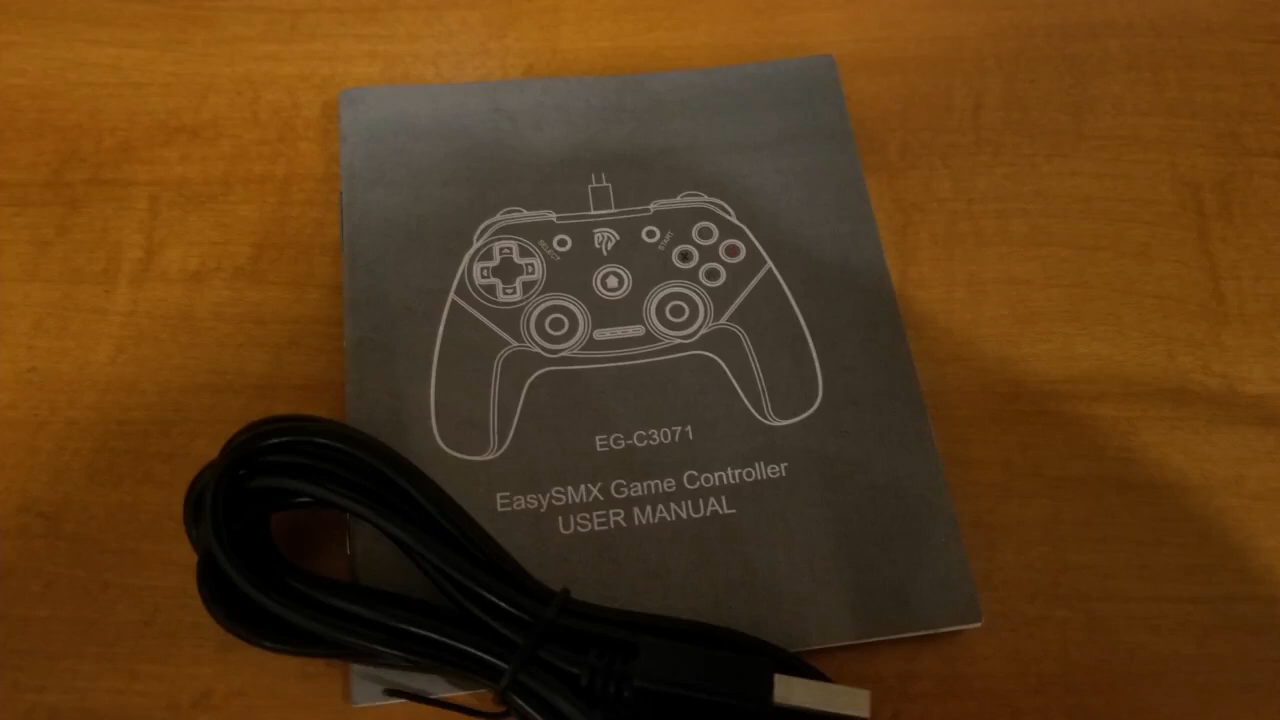 SELECT
START
X
EG-C3071
EasySMX Game Controller
USER MANUAL